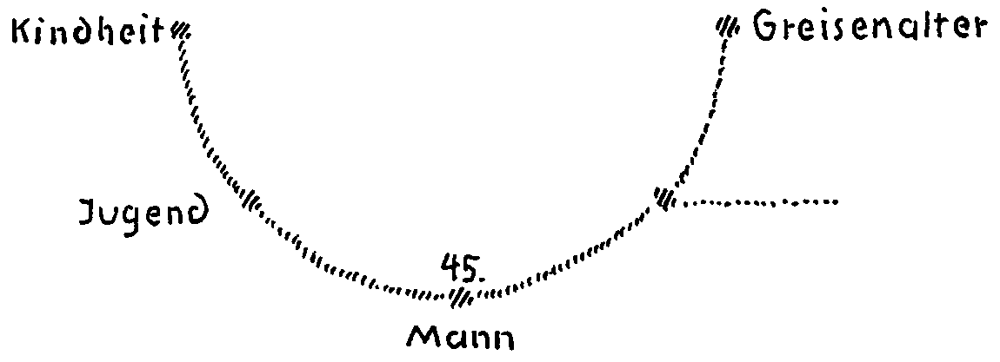 Kindheit
Greisenalter
Jugend
45.
Mann